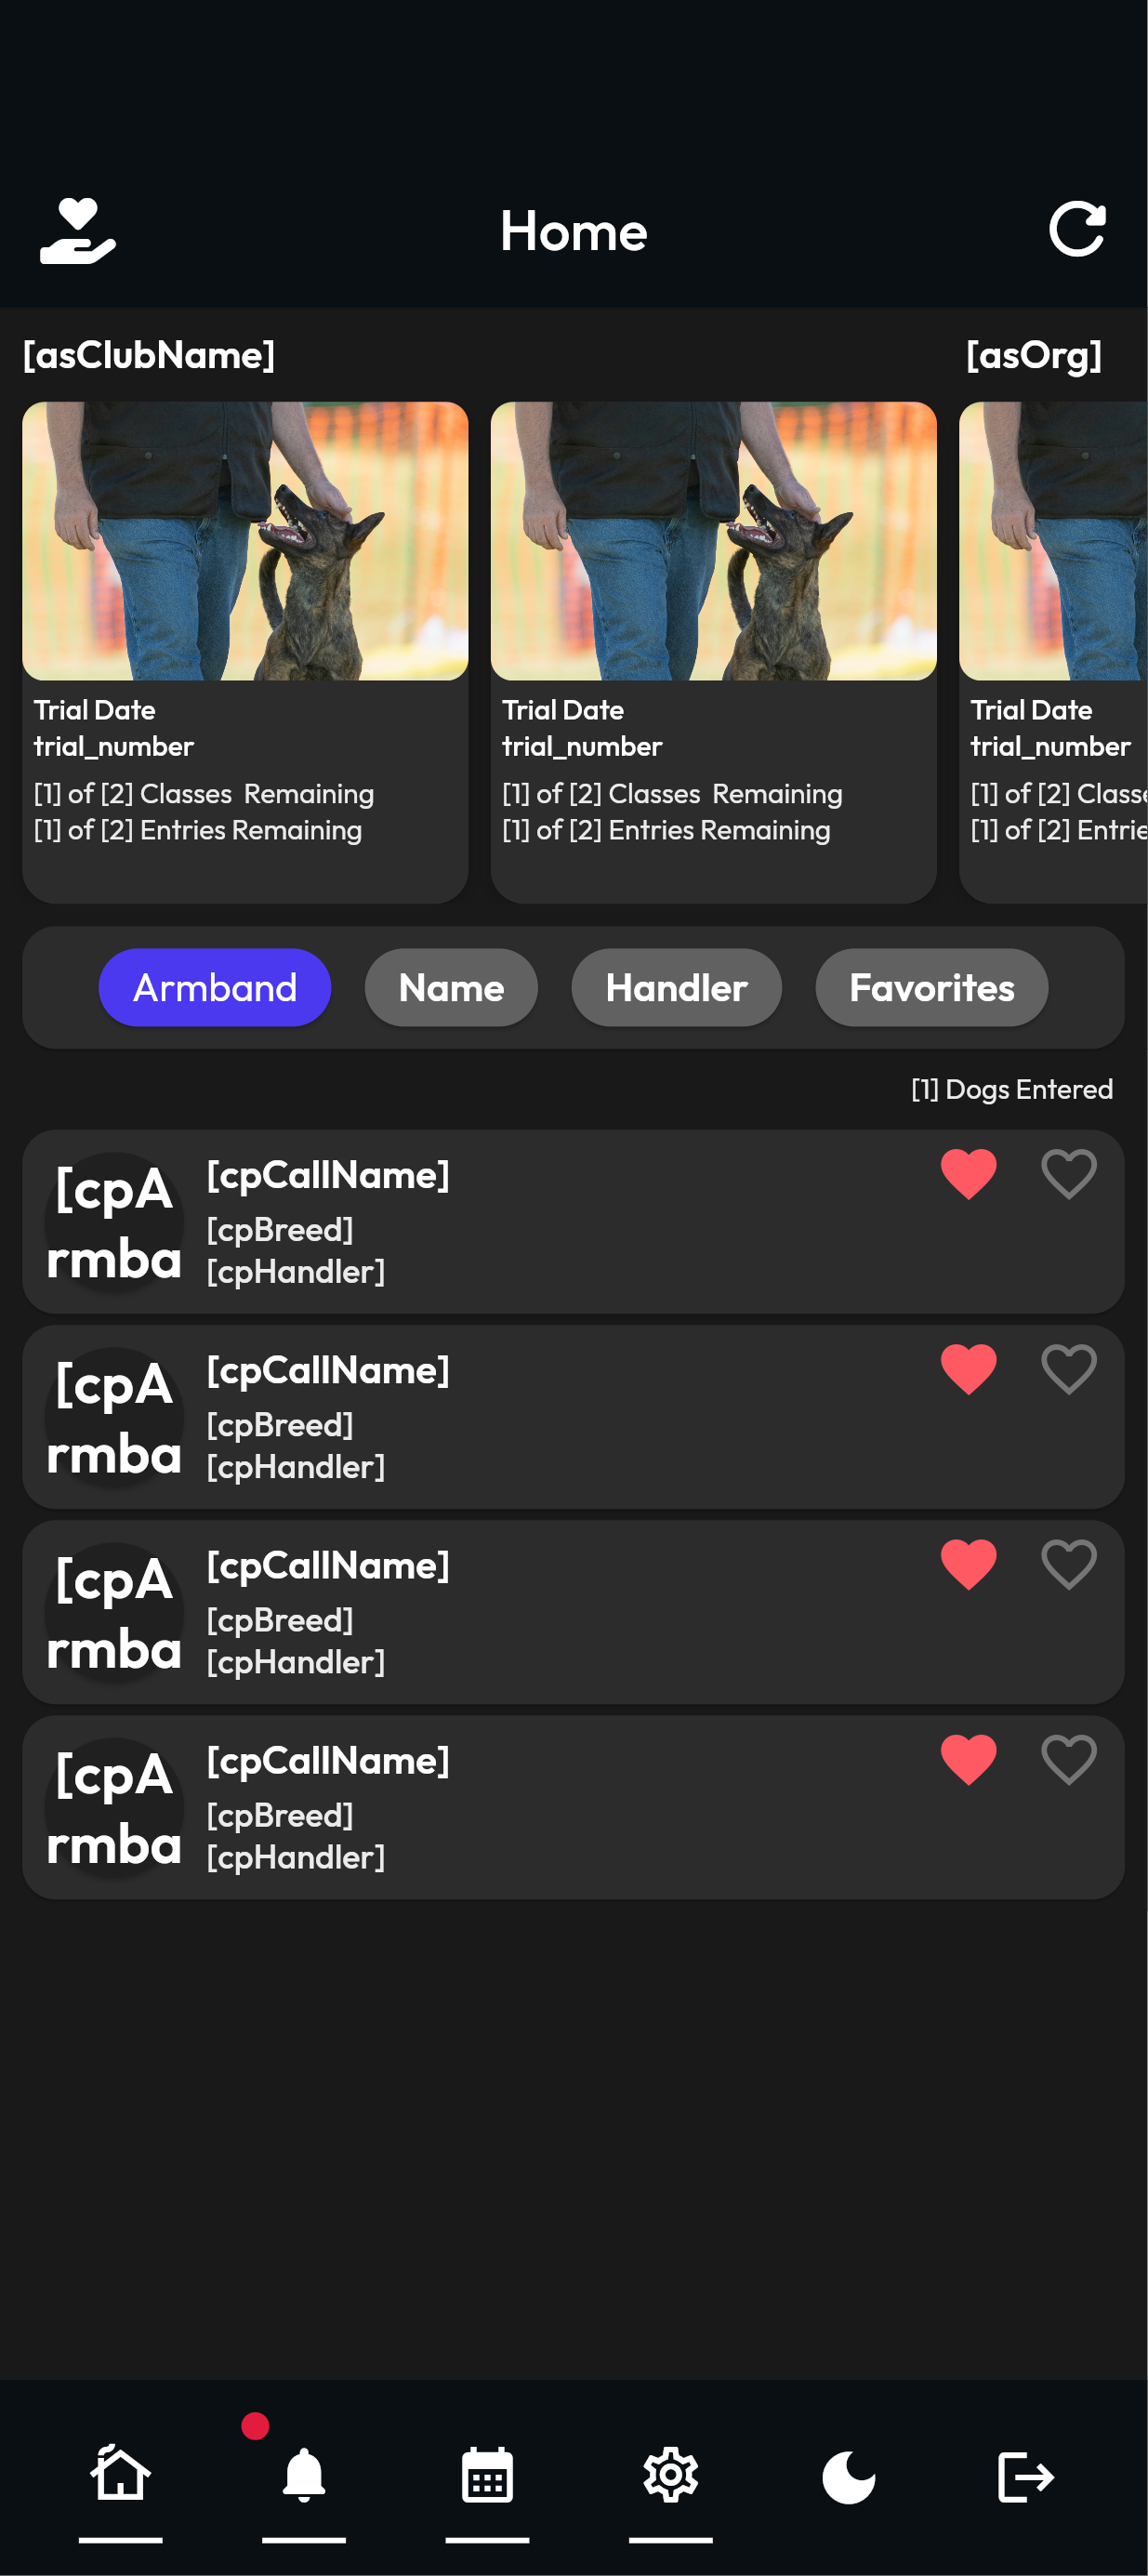 Home
[asClubName] [asOrg]
Trial Date
trial_number
[1] of [2] Classes  Remaining
[1] of [2] Entries Remaining
Trial Date
trial_number
[1] of [2] Classes  Remaining
[1] of [2] Entries Remaining
Trial Date
trial_number
[1] of [2] Classe
[1] of [2] Entrie
Armband Name Handler Favorites
[1] Dogs Entered
[cpA
rmba
[cpCallName]
[cpBreed]
[cpHandler]
[cpA
rmba
[cpCallName]
[cpBreed]
[cpHandler]
[cpA
rmba
[cpCallName]
[cpBreed]
[cpHandler]
[cpA
rmba
[cpCallName]
[cpBreed]
[cpHandler]